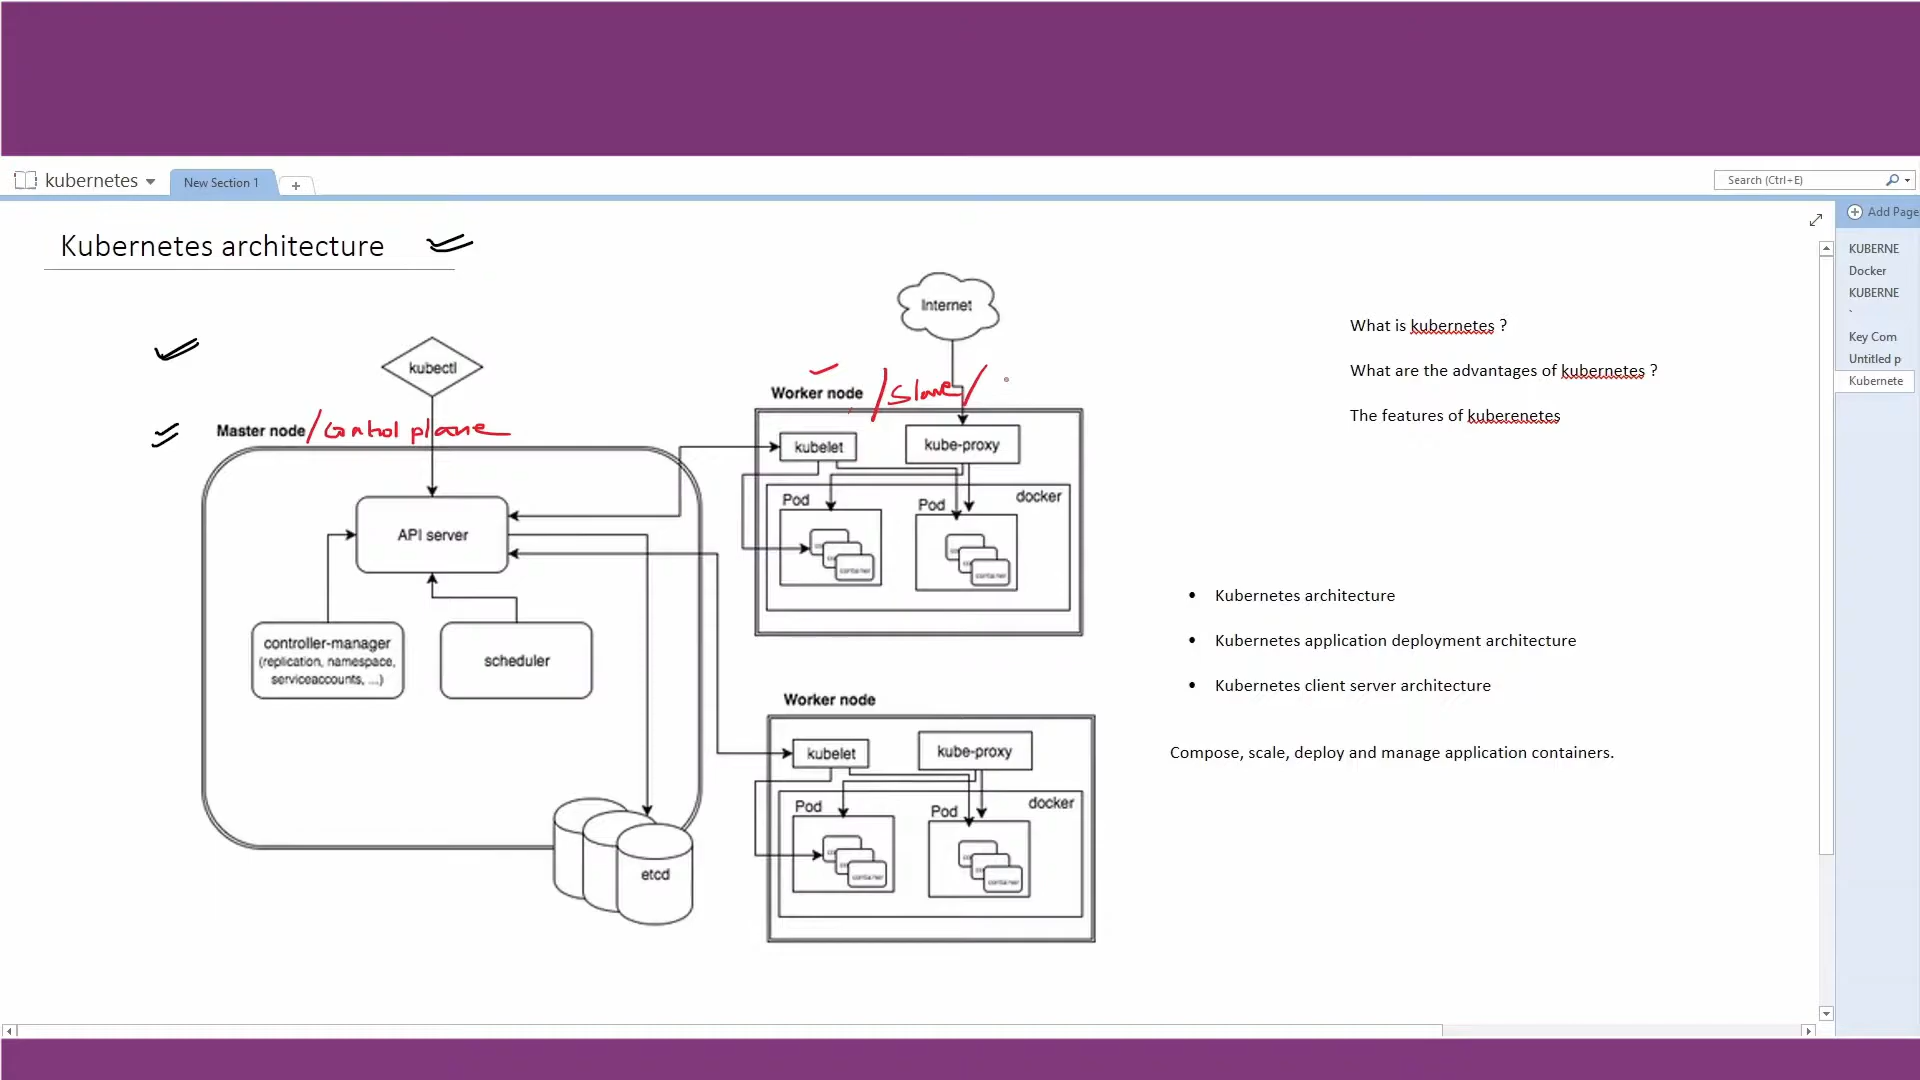 kubernetes
New Section 1
+
Search (Ctrl+E)
Add Page
Kubernetes architecture
KUBERNE
Docker
KUBERNE
`
Key Com
Untitled p
Kubernete
Internet
What is kubernetes ?
What are the advantages of kubernetes ?
The features of kuberenetes
kubectl
Master node/control plane
Worker node /Slave/
kubelet
kube-proxy
Pod
Pod
docker
container
container
API server
controller-manager
(replication, namespace,
serviceaccounts, ...)
scheduler
etcd
Worker node
kubelet
kube-proxy
Pod
Pod
docker
container
container
• Kubernetes architecture
• Kubernetes application deployment architecture
• Kubernetes client server architecture
Compose, scale, deploy and manage application containers.